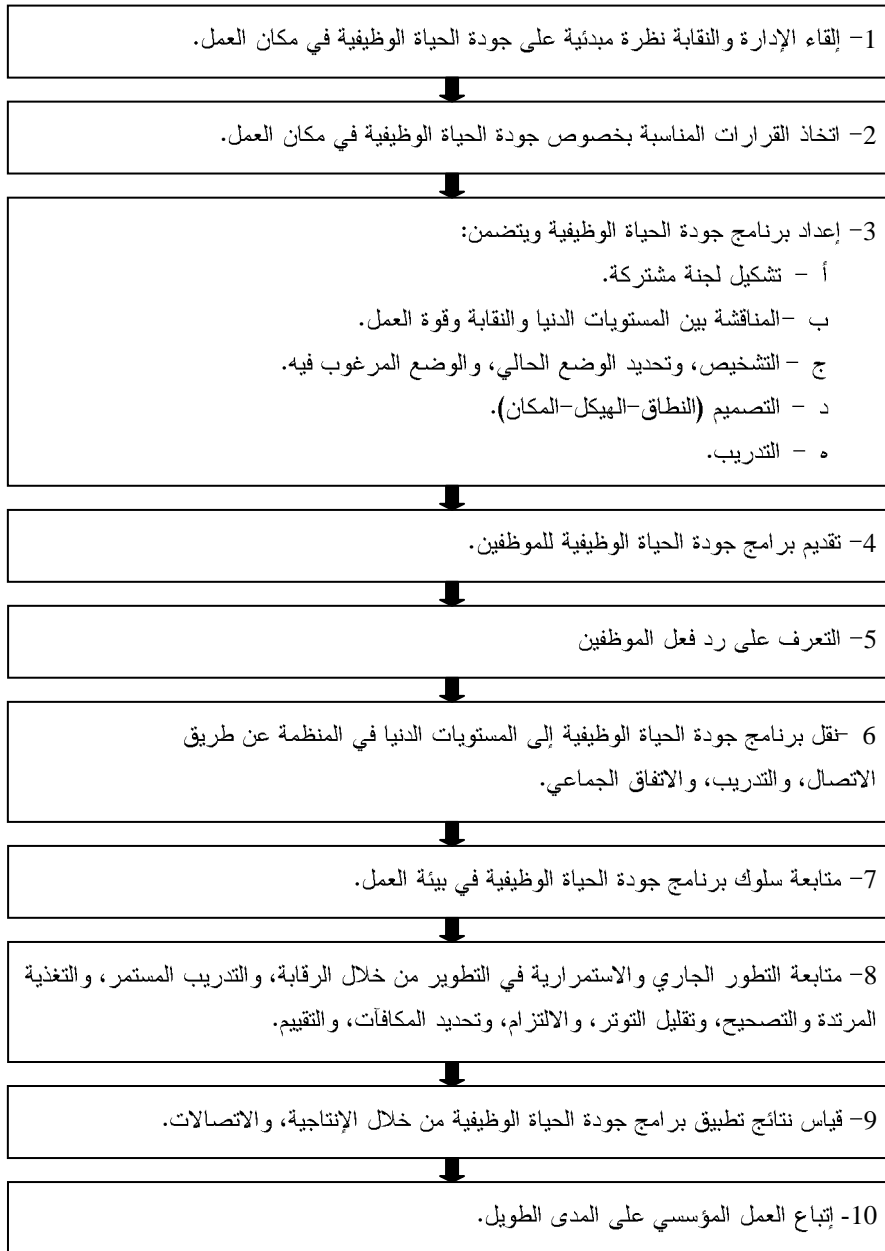 1- إلقاء الإدارة والنقابة نظرة مبدئية على جودة الحياة الوظيفية في مكان العمل.
2- اتخاذ القرارات المناسبة بخصوص جودة الحياة الوظيفية في مكان العمل.
3- إعداد برنامج جودة الحياة الوظيفية ويتضمن:
أ - تشكيل لجنة مشتركة.
ب -المناقشة بين المستويات الدنيا والنقابة وقوة العمل.
ج - التشخيص، وتحديد الوضع الحالي، والوضع المرغوب فيه.
د - التصميم (النطاق-الهيكل-المكان).
ه - التدريب.
4- تقديم برامج جودة الحياة الوظيفية للموظفين.
5- التعرف على رد فعل الموظفين
6 -نقل برنامج جودة الحياة الوظيفية إلى المستويات الدنيا في المنظمة عن طريق
الاتصال، والتدريب، والاتفاق الجماعي.
7- متابعة سلوك برنامج جودة الحياة الوظيفية في بيئة العمل.
8- متابعة التطور الجاري والاستمرارية في التطوير من خلال الرقابة، والتدريب المستمر، والتغذية
المرتدة والتصحيح، وتقليل التوتر، والالتزام، وتحديد المكافآت، والتقييم.
9- قياس نتائج تطبيق برامج جودة الحياة الوظيفية من خلال الإنتاجية، والاتصالات.
10- إتباع العمل المؤسسي على المدى الطويل.